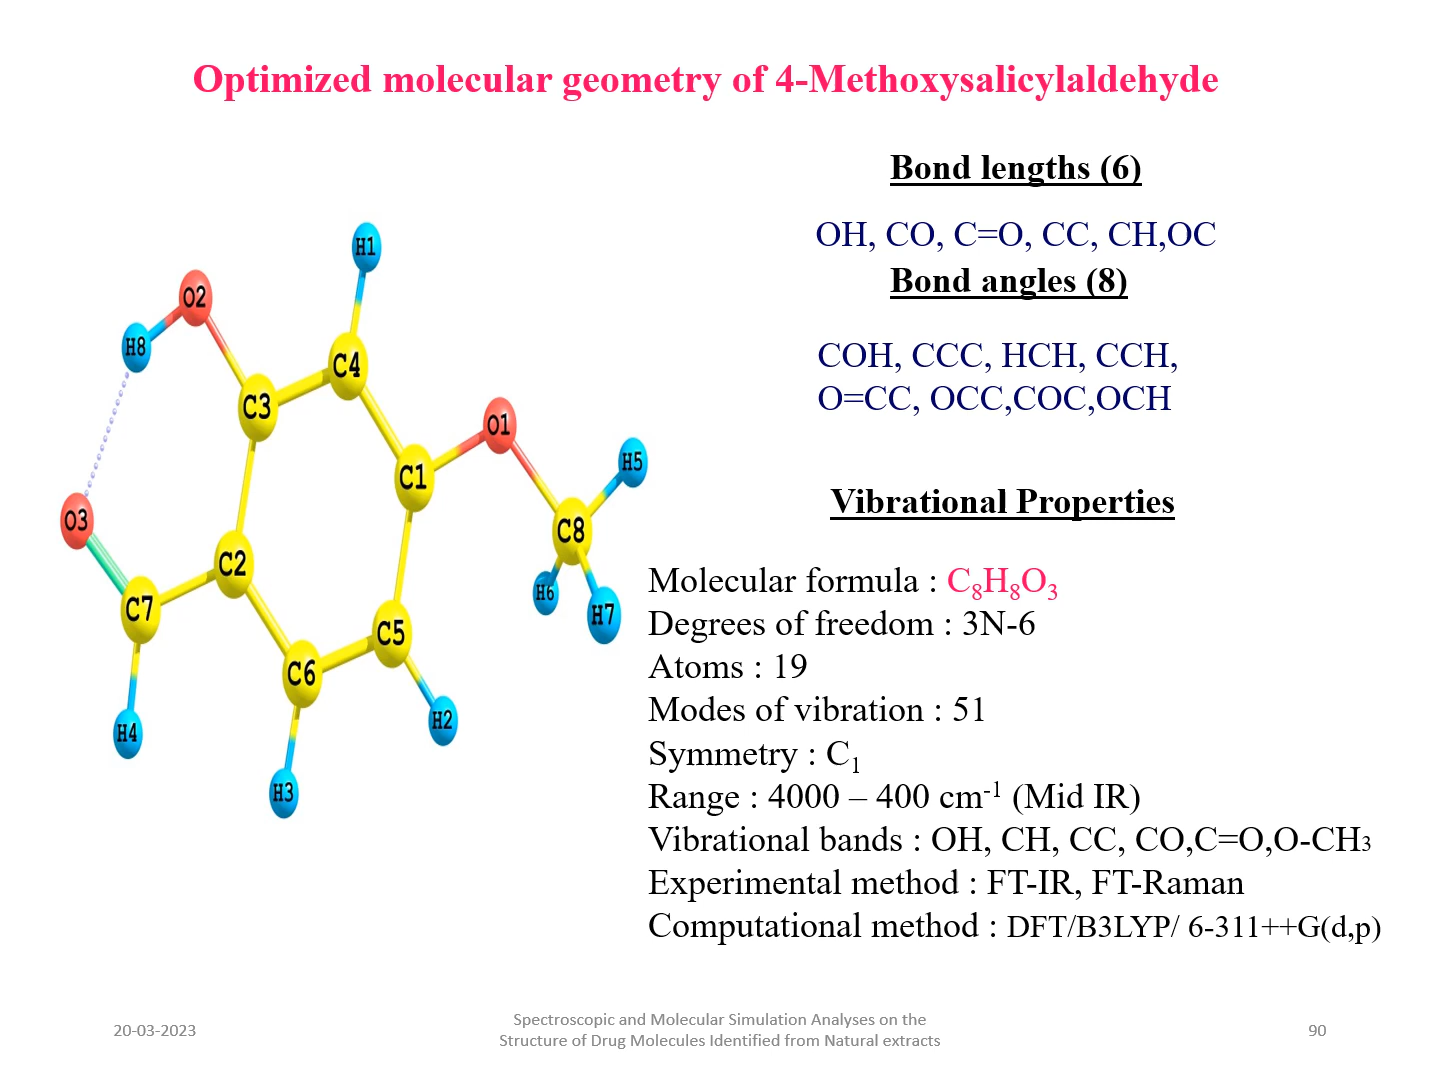 Optimized molecular geometry of 4-Methoxysalicylaldehyde
Bond lengths (6)
OH, CO, C=O, CC, CH,OC
Bond angles (8)
COH, CCC, HCH, CCH,
O=CC, OCC,COC,OCH
Vibrational Properties
Molecular formula : C₈H₈O₃
Degrees of freedom : 3N-6
Atoms : 19
Modes of vibration : 51
Symmetry : C₁
Range : 4000 – 400 cm⁻¹ (Mid IR)
Vibrational bands : OH, CH, CC, CO,C=O,O-CH₃
Experimental method : FT-IR, FT-Raman
Computational method : DFT/B3LYP/ 6-311++G(d,p)
H1
O2
H8
C4
C3
O1
H5
C1
O3
C8
C2
H6
C7
H7
C5
C6
H2
H4
H3
20-03-2023
Spectroscopic and Molecular Simulation Analyses on the
Structure of Drug Molecules Identified from Natural extracts
90